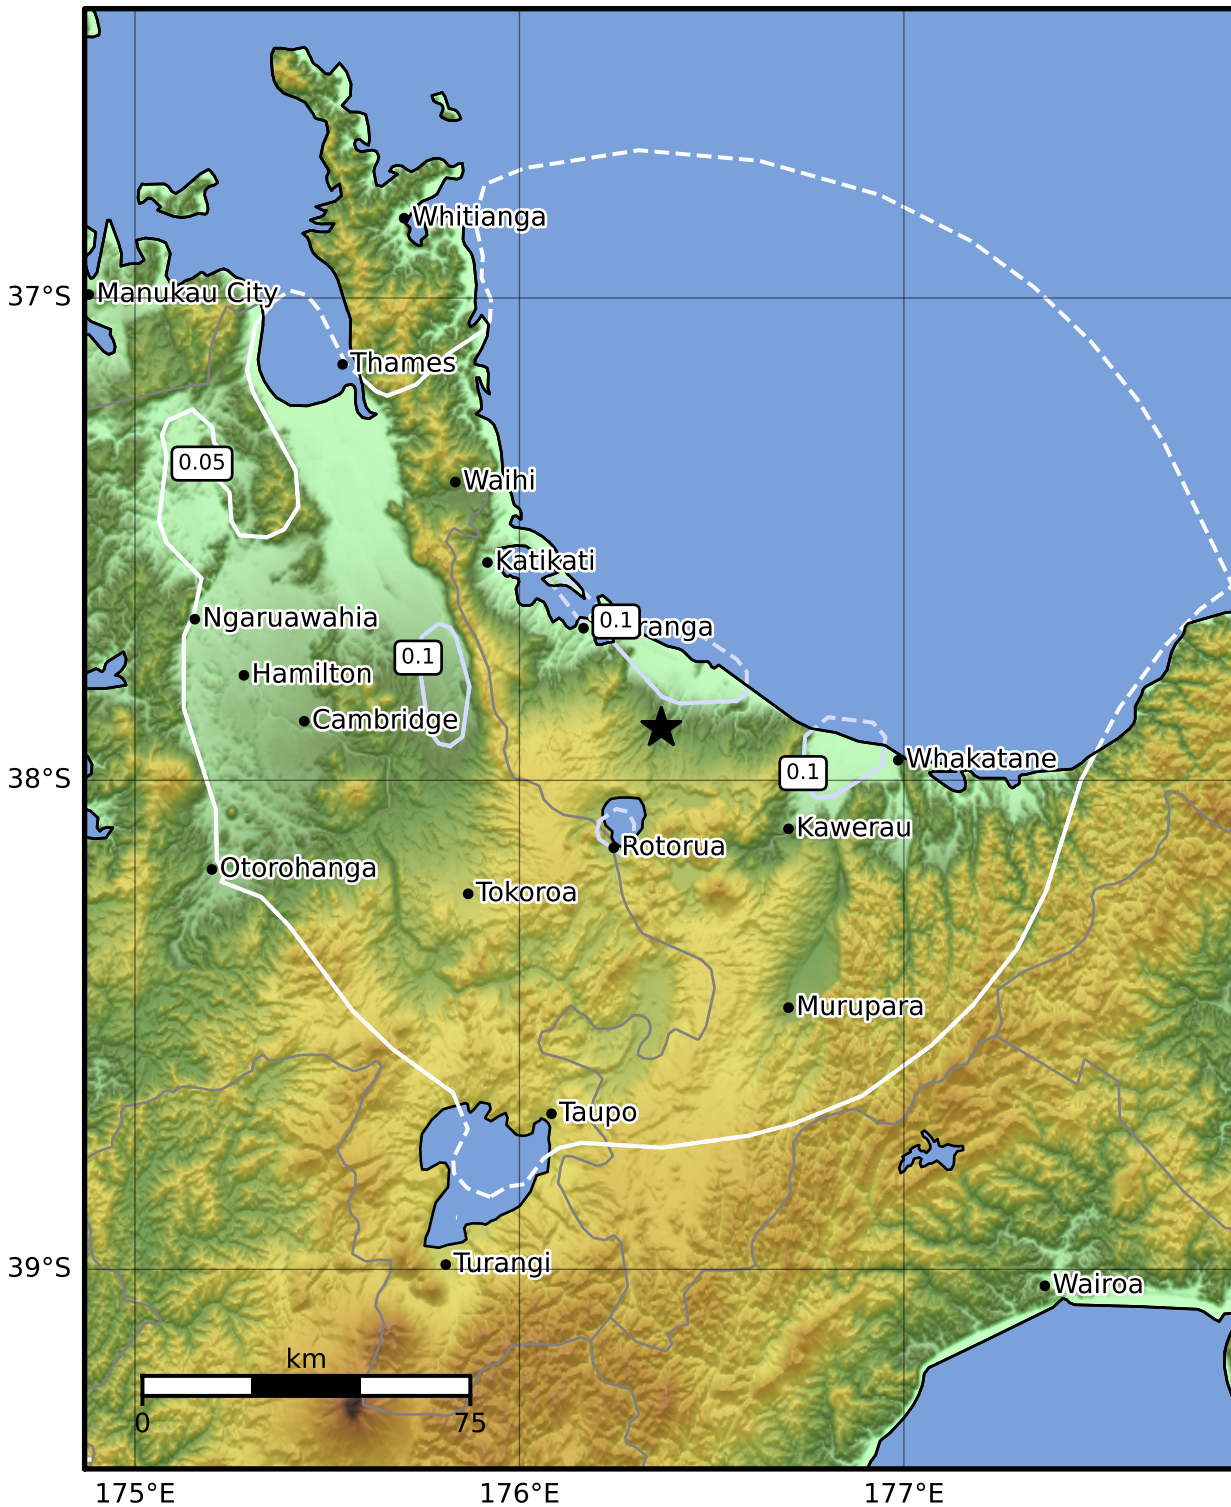 Whitianga
37°S
Manukau City
Thames
0.05
Waihi
Katikati
Ngaruawahia
0.1
ranga
0.1
Hamilton
Cambridge
38°S
0.1
Whakatane
Kawerau
Rotorua
Otorohanga
Tokoroa
Murupara
Taupo
39°S
Turangi
Wairoa
km
0 75
175°E 176°E 177°E